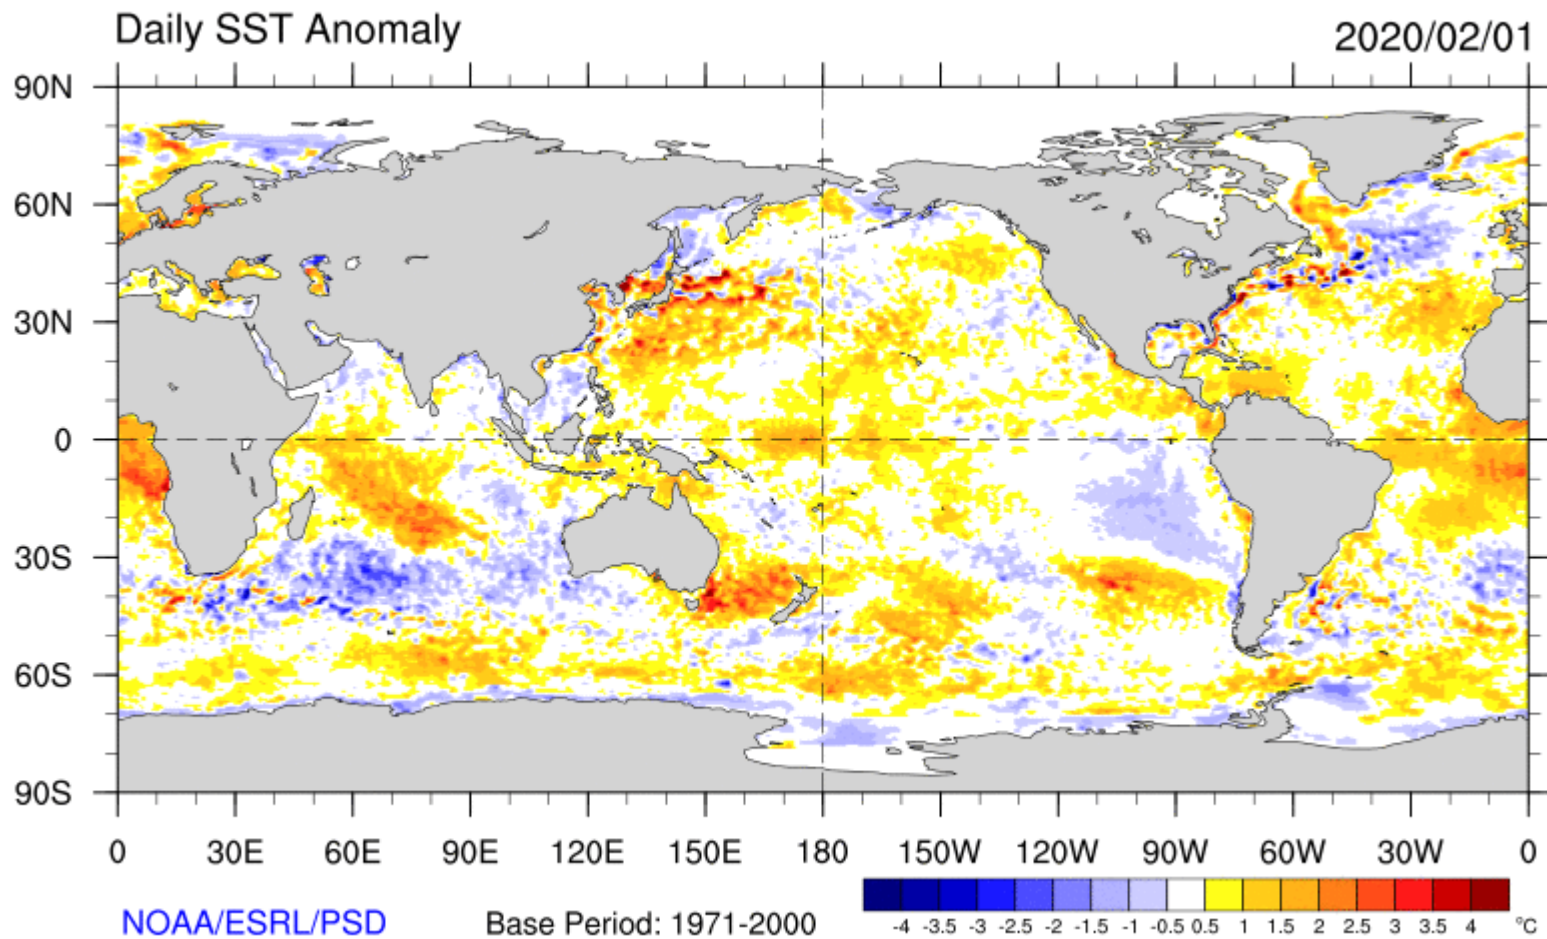 Daily SST Anomaly 2020/02/01
90N
60N
30N
0
30S
60S
90S
0 30E 60E 90E 120E 150E 180 150W 120W 90W 60W 30W 0
-4 -3.5 -3 -2.5 -2 -1.5 -1 -0.5 0.5 1 1.5 2 2.5 3 3.5 4 °C
NOAA/ESRL/PSD Base Period: 1971-2000